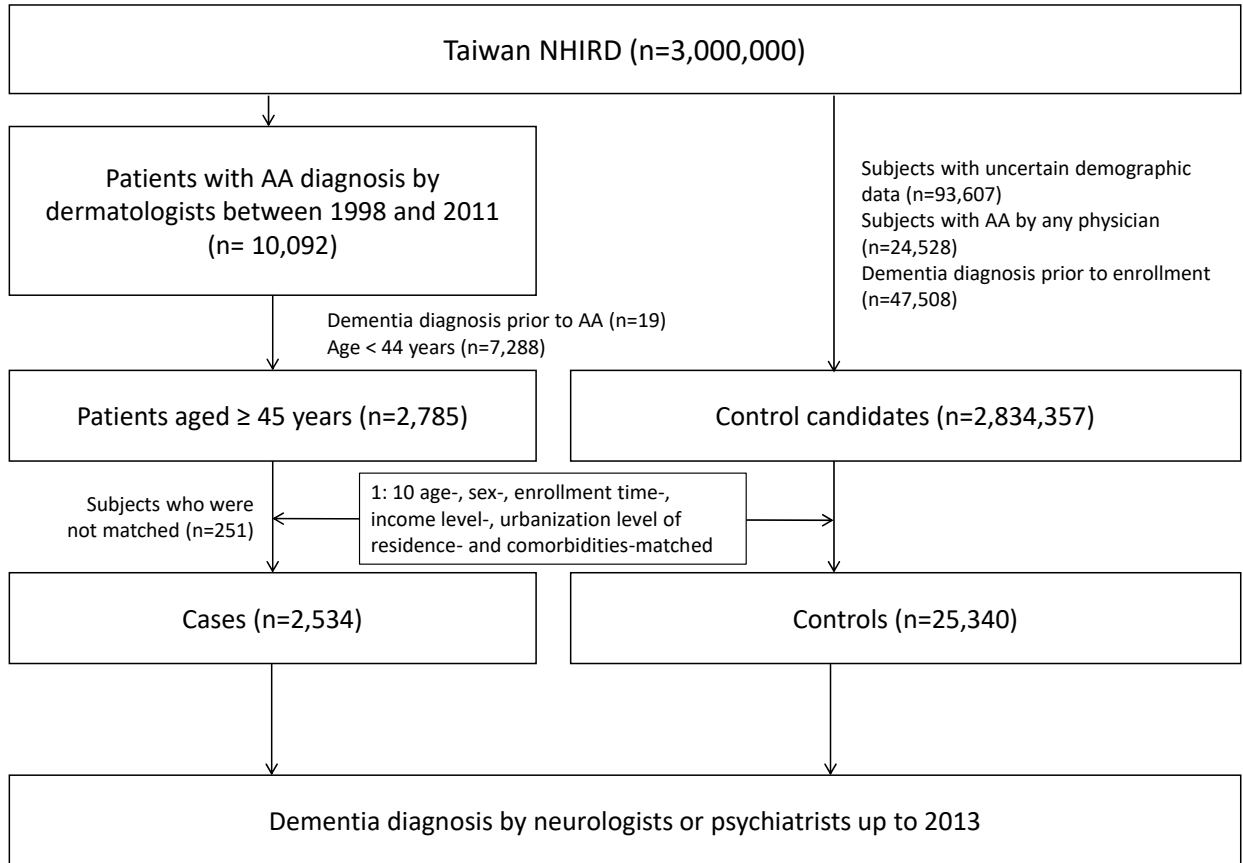 Taiwan NHIRD (n=3,000,000)
Patients with AA diagnosis by
dermatologists between 1998 and 2011
(n= 10,092)
Subjects with uncertain demographic
data (n=93,607)
Subjects with AA by any physician
(n=24,528)
Dementia diagnosis prior to enrollment
(n=47,508)
Dementia diagnosis prior to AA (n=19)
Age < 44 years (n=7,288)
Patients aged ≥ 45 years (n=2,785)
Control candidates (n=2,834,357)
Subjects who were
not matched (n=251)
1: 10 age-, sex-, enrollment time-,
income level-, urbanization level of
residence- and comorbidities-matched
Cases (n=2,534)
Controls (n=25,340)
Dementia diagnosis by neurologists or psychiatrists up to 2013